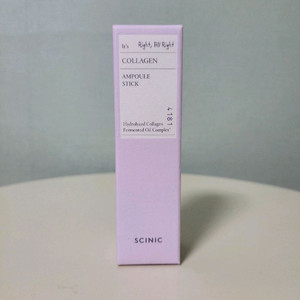 It's Right, All Right
COLLAGEN
AMPOULE
STICK
Hydrolyzed Collagen
Fermented Oil Complex
SCINIC